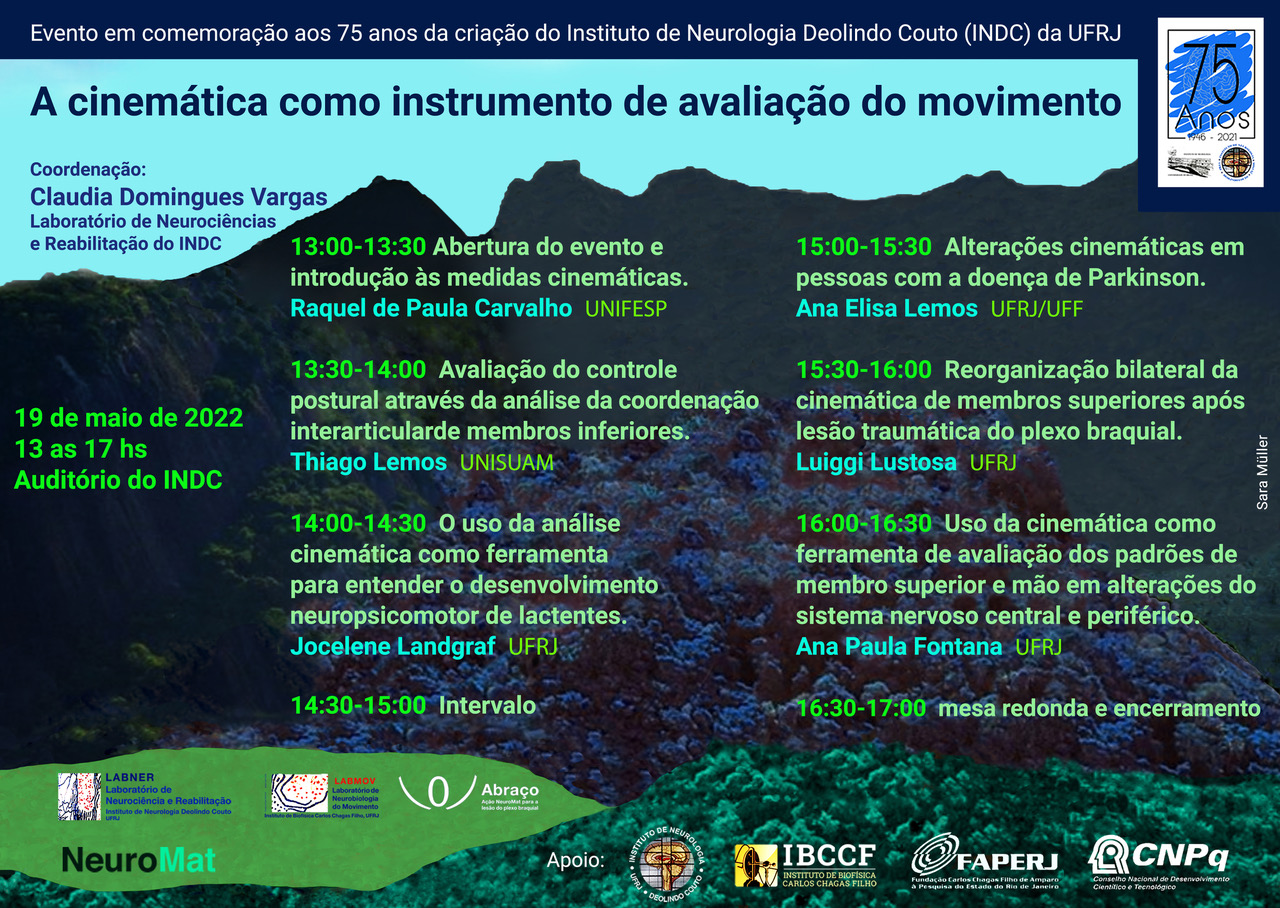 Evento em comemoração aos 75 anos da criação do Instituto de Neurologia Deolindo Couto (INDC) da UFRJ
75
Anos
1946 - 2021
A cinemática como instrumento de avaliação do movimento
Coordenação:
Claudia Domingues Vargas
Laboratório de Neurociências
e Reabilitação do INDC
19 de maio de 2022
13 as 17 hs
Auditório do INDC
13:00-13:30 Abertura do evento e
introdução às medidas cinemáticas.
Raquel de Paula Carvalho UNIFESP
13:30-14:00 Avaliação do controle
postural através da análise da coordenação
interarticularde membros inferiores.
Thiago Lemos UNISUAM
14:00-14:30 O uso da análise
cinemática como ferramenta
para entender o desenvolvimento
neuropsicomotor de lactentes.
Jocelene Landgraf UFRJ
14:30-15:00 Intervalo
15:00-15:30 Alterações cinemáticas em
pessoas com a doença de Parkinson.
Ana Elisa Lemos UFRJ/UFF
15:30-16:00 Reorganização bilateral da
cinemática de membros superiores após
lesão traumática do plexo braquial.
Luiggi Lustosa UFRJ
16:00-16:30 Uso da cinemática como
ferramenta de avaliação dos padrões de
membro superior e mão em alterações do
sistema nervoso central e periférico.
Ana Paula Fontana UFRJ
16:30-17:00 mesa redonda e encerramento
Sara Müller
LABNER
Laboratório de
Neurociência e Reabilitação
Instituto de Neurologia Deolindo Couto
UFRJ
LABMOV
Laboratório de
Neurobiologia
do Movimento
Instituto de Biofísica Carlos Chagas Filho, UFRJ
Abraço
Ação NeuroMat para a
lesão do plexo braquial
NeuroMat
Apoio:
INSTITUTO DE NEUROLOGIA
UFRJ • DEOLINDO COUTO
IBCCF
INSTITUTO DE BIOFÍSICA
CARLOS CHAGAS FILHO
FAPERJ
Fundação Carlos Chagas Filho de Amparo
à Pesquisa do Estado do Rio de Janeiro
CNPq
Conselho Nacional de Desenvolvimento
Científico e Tecnológico